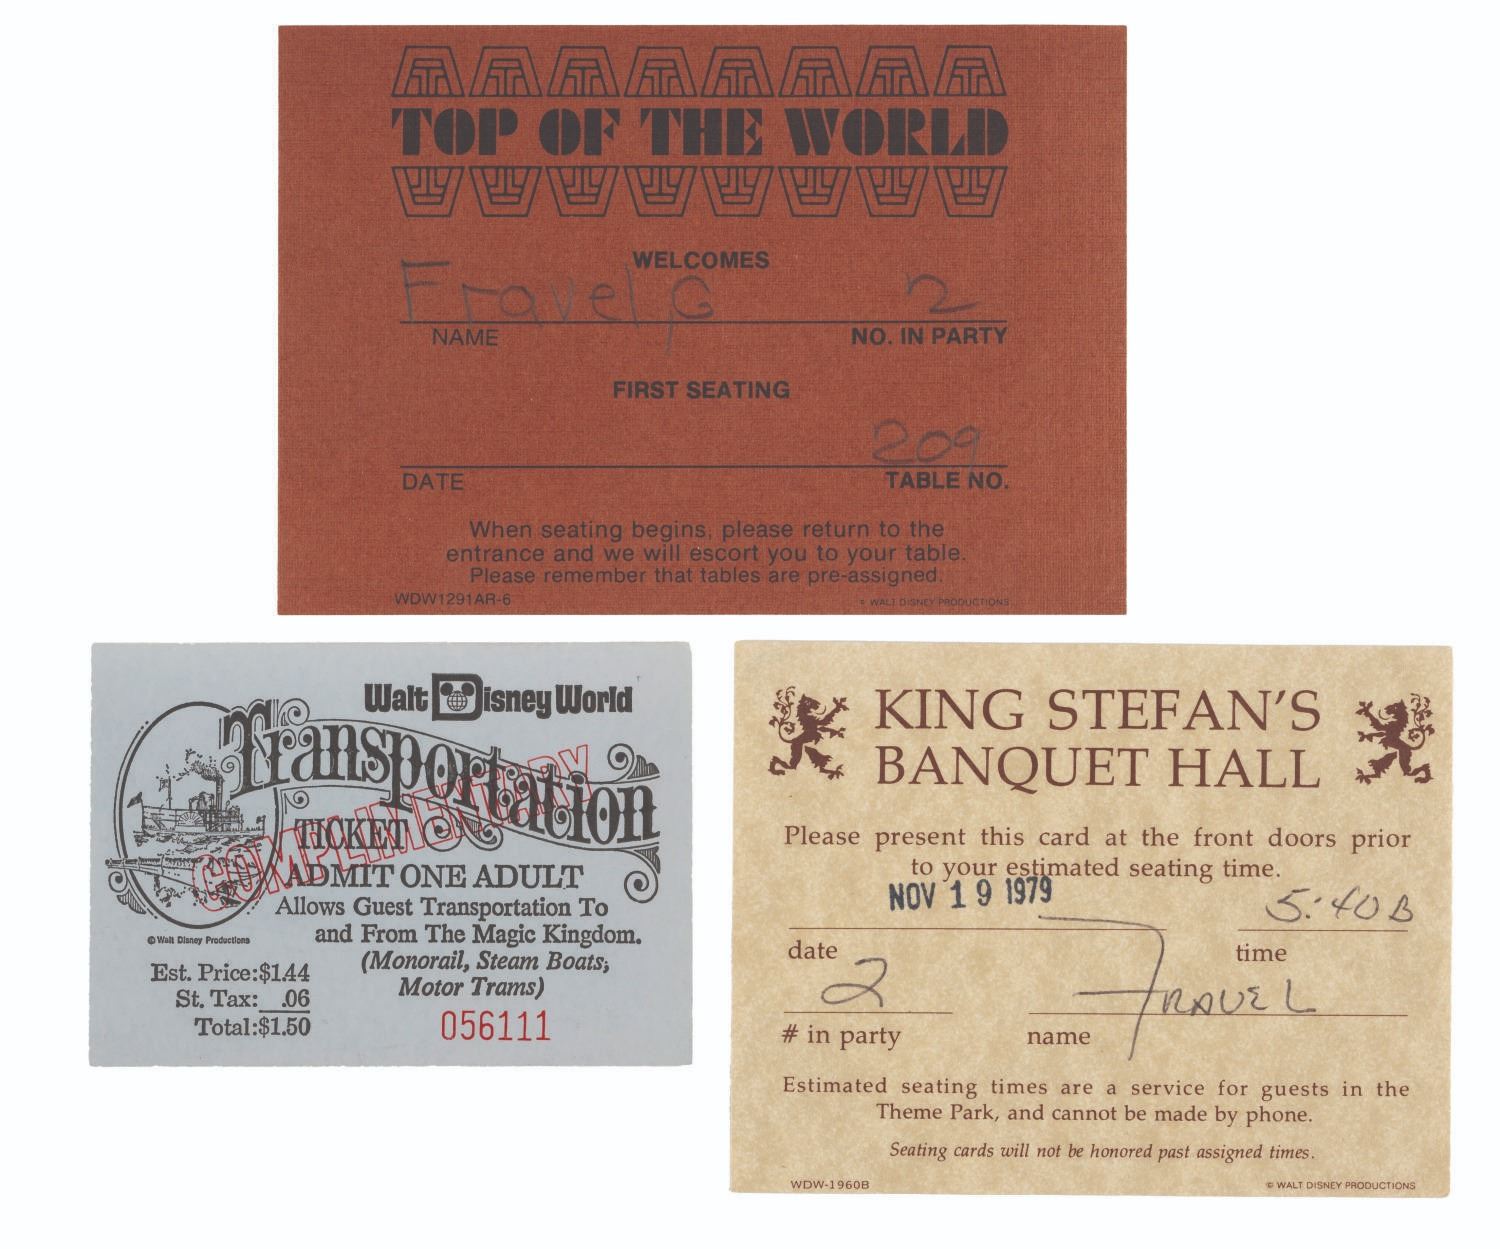 TOP OF THE WORLD
WELCOMES
Fravel, G 2
NAME NO. IN PARTY
FIRST SEATING
209
DATE TABLE NO.
When seating begins, please return to the
entrance and we will escort you to your table.
Please remember that tables are pre-assigned.
WDW1291AR-6 © WALT DISNEY PRODUCTIONS
Walt Disney World
Transportation
COMPLIMENTARY
TICKET
ADMIT ONE ADULT
Allows Guest Transportation To
and From The Magic Kingdom.
(Monorail, Steam Boats,
Motor Trams)
© Walt Disney Productions
Est. Price:$1.44
St. Tax: .06
Total:$1.50
056111
KING STEFAN'S
BANQUET HALL
Please present this card at the front doors prior
to your estimated seating time.
NOV 19 1979 5:40 B
date time
2 FRAVEL
# in party name
Estimated seating times are a service for guests in the
Theme Park, and cannot be made by phone.
Seating cards will not be honored past assigned times.
WDW-1960B © WALT DISNEY PRODUCTIONS